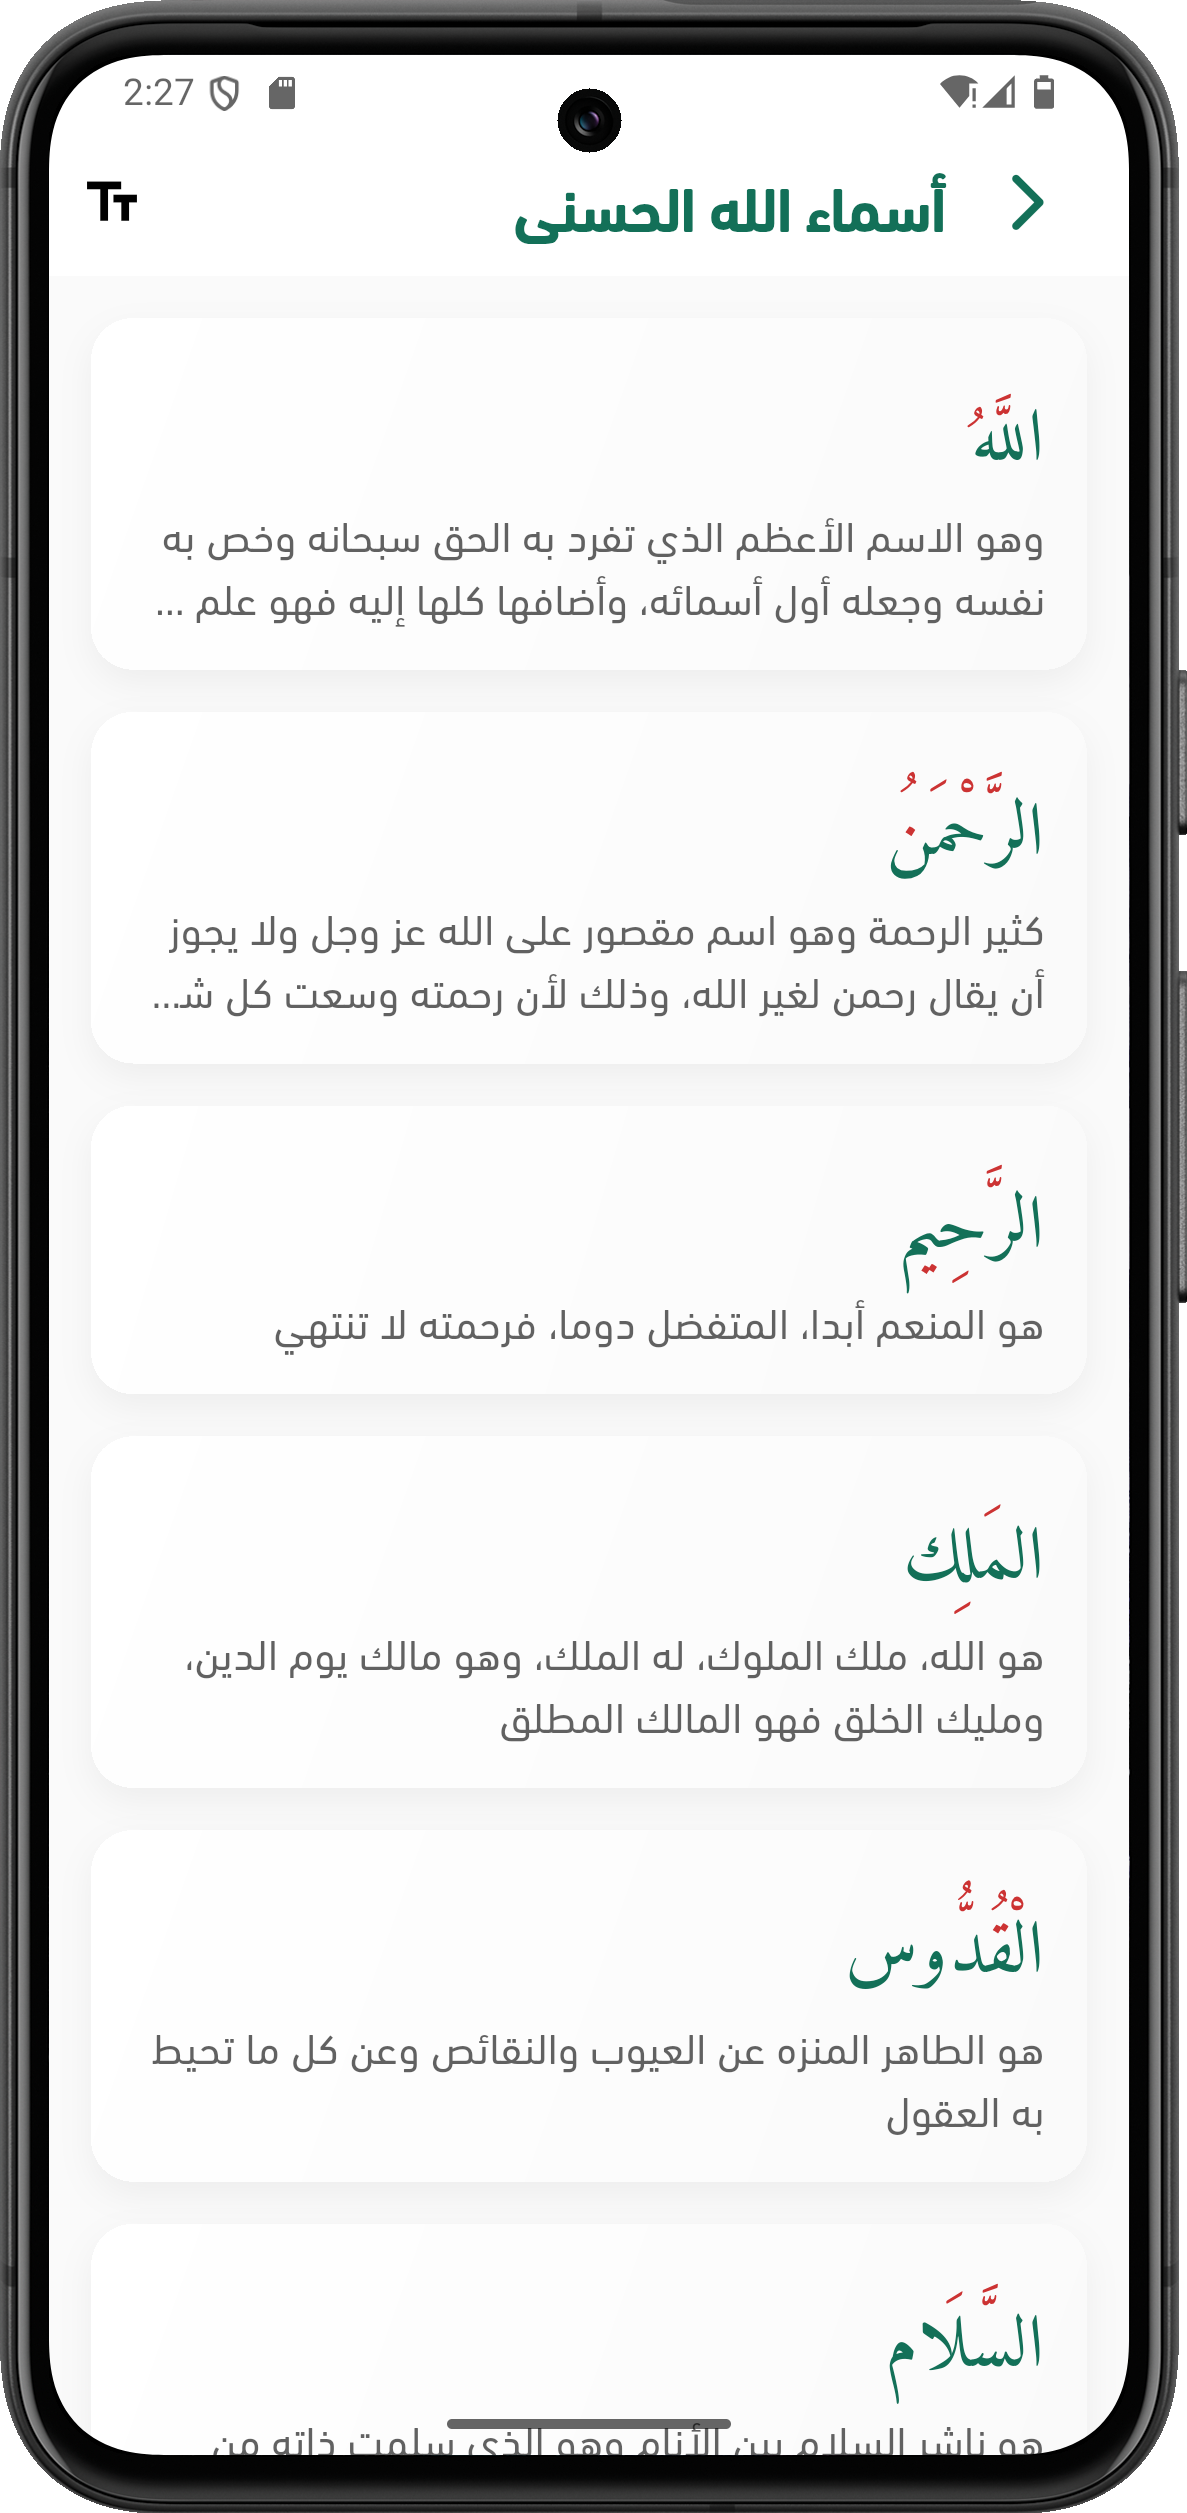 2:27
أسماء الله الحسنى
اللَّهُ
وهو الاسم الأعظم الذي تفرد به الحق سبحانه وخص به
نفسه وجعله أول أسمائه، وأضافها كلها إليه فهو علم ...
الرَّحْمَنُ
كثير الرحمة وهو اسم مقصور على الله عز وجل ولا يجوز
أن يقال رحمن لغير الله، وذلك لأن رحمته وسعت كل شـ...
الرَّحِيم
هو المنعم أبدا، المتفضل دوما، فرحمته لا تنتهي
المَلِك
هو الله، ملك الملوك، له الملك، وهو مالك يوم الدين،
ومليك الخلق فهو المالك المطلق
الْقُدُّوس
هو الطاهر المنزه عن العيوب والنقائص وعن كل ما تحيط
به العقول
السَّلَام
هو ناشر السلام بين الأنام وهو الذي سلمت ذاته من